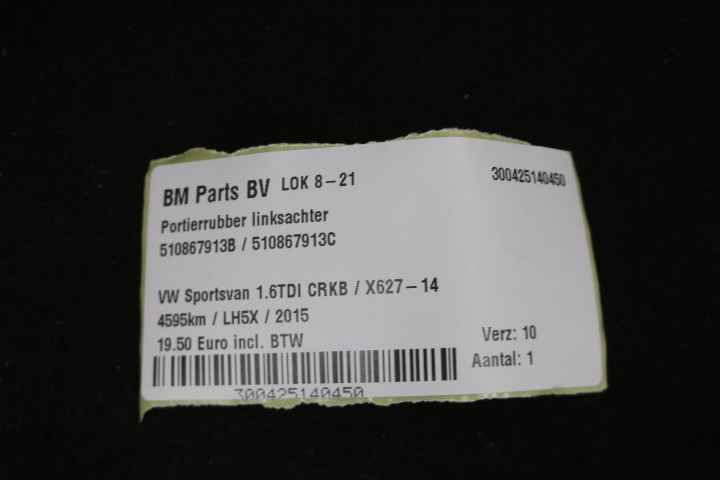 BM Parts BV LOK 8-21
300425140450
Portierrubber linksachter
510867913B / 510867913C
VW Sportsvan 1.6TDI CRKB / X627-14
4595km / LH5X / 2015
19.50 Euro incl. BTW
Verz: 10
Aantal: 1
300425140450